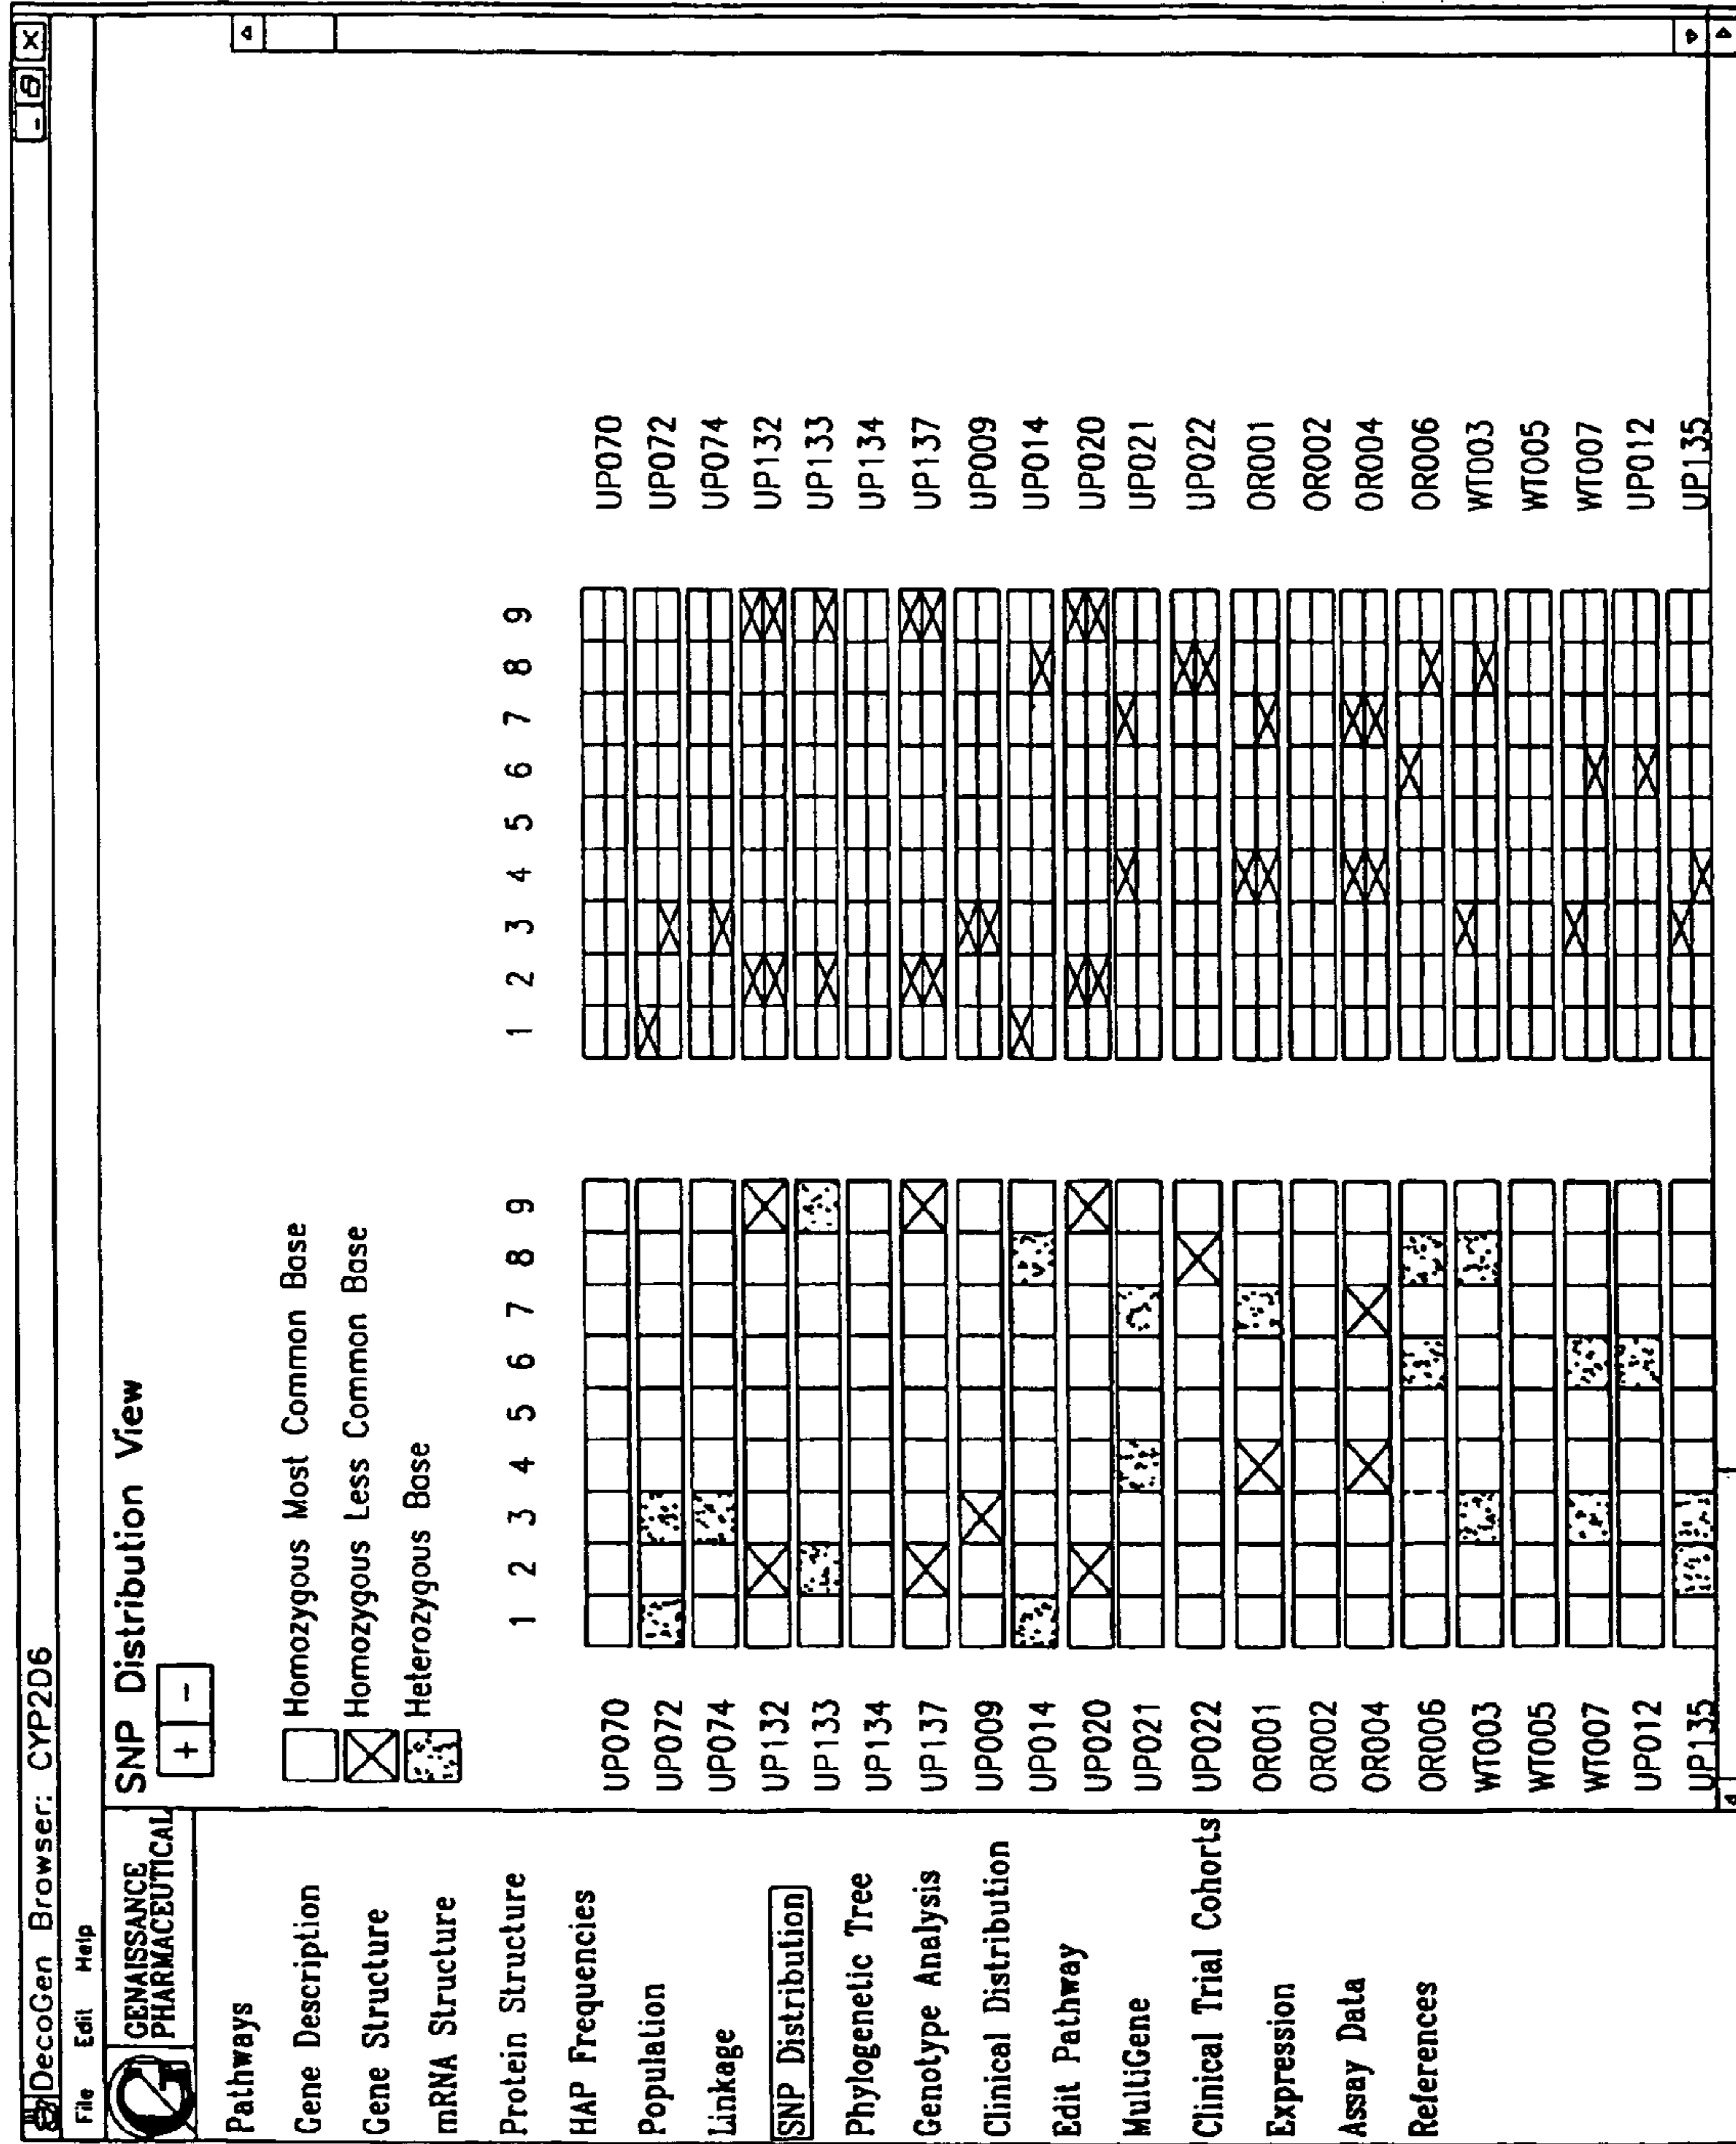 DecoGen Browser: CYP2D6
File Edit Help
GENAISSANCE
PHARMACEUTICAL
Pathways
Gene Description
Gene Structure
mRNA Structure
Protein Structure
HAP Frequencies
Population
Linkage
SNP Distribution
Phylogenetic Tree
Genotype Analysis
Clinical Distribution
Edit Pathway
MultiGene
Clinical Trial Cohorts
Expression
Assay Data
References
SNP Distribution View
+ -
Homozygous Most Common Base
Homozygous Less Common Base
Heterozygous Base
1 2 3 4 5 6 7 8 9 1 2 3 4 5 6 7 8 9
UP070 UP070
UP072 UP072
UP074 UP074
UP132 UP132
UP133 UP133
UP134 UP134
UP137 UP137
UP009 UP009
UP014 UP014
UP020 UP020
UP021 UP021
UP022 UP022
OR001 OR001
OR002 OR002
OR004 OR004
OR006 OR006
WT003 WT003
WT005 WT005
WT007 WT007
UP012 UP012
UP135 UP135